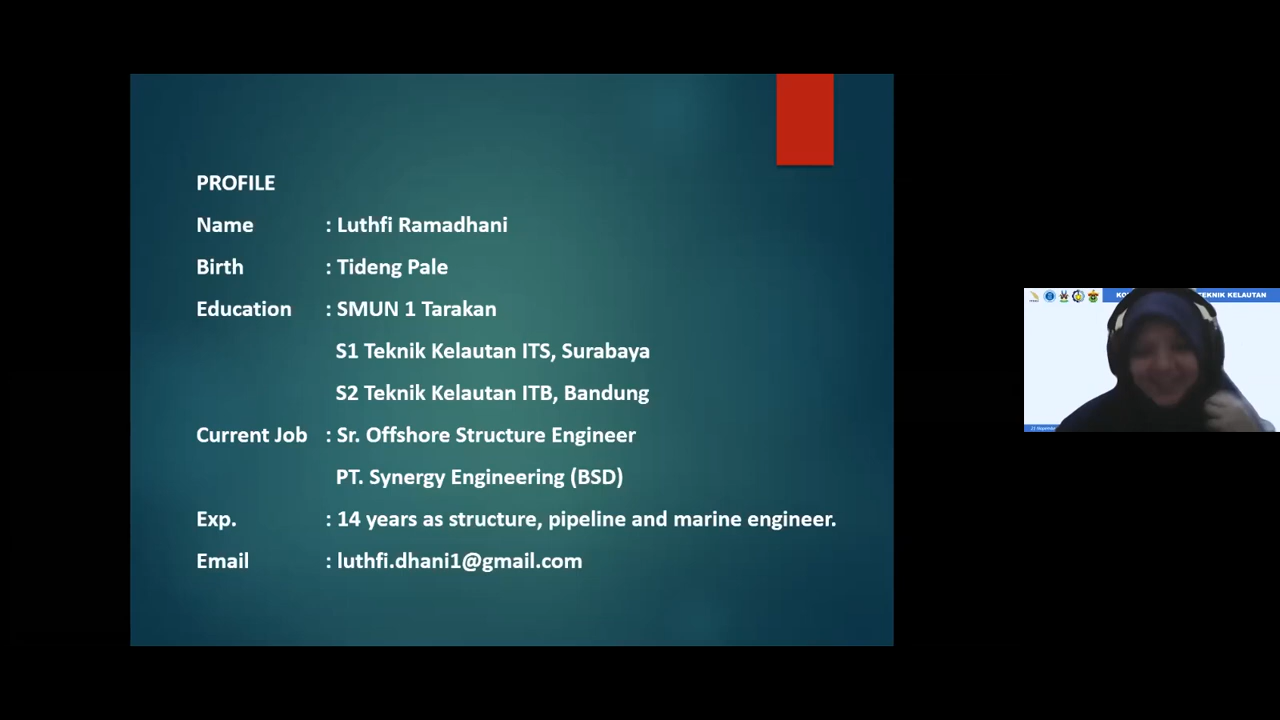 PROFILE
Name : Luthfi Ramadhani
Birth : Tideng Pale
Education : SMUN 1 Tarakan
S1 Teknik Kelautan ITS, Surabaya
S2 Teknik Kelautan ITB, Bandung
Current Job : Sr. Offshore Structure Engineer
PT. Synergy Engineering (BSD)
Exp. : 14 years as structure, pipeline and marine engineer.
Email : luthfi.dhani1@gmail.com
TEKNIK KELAUTAN